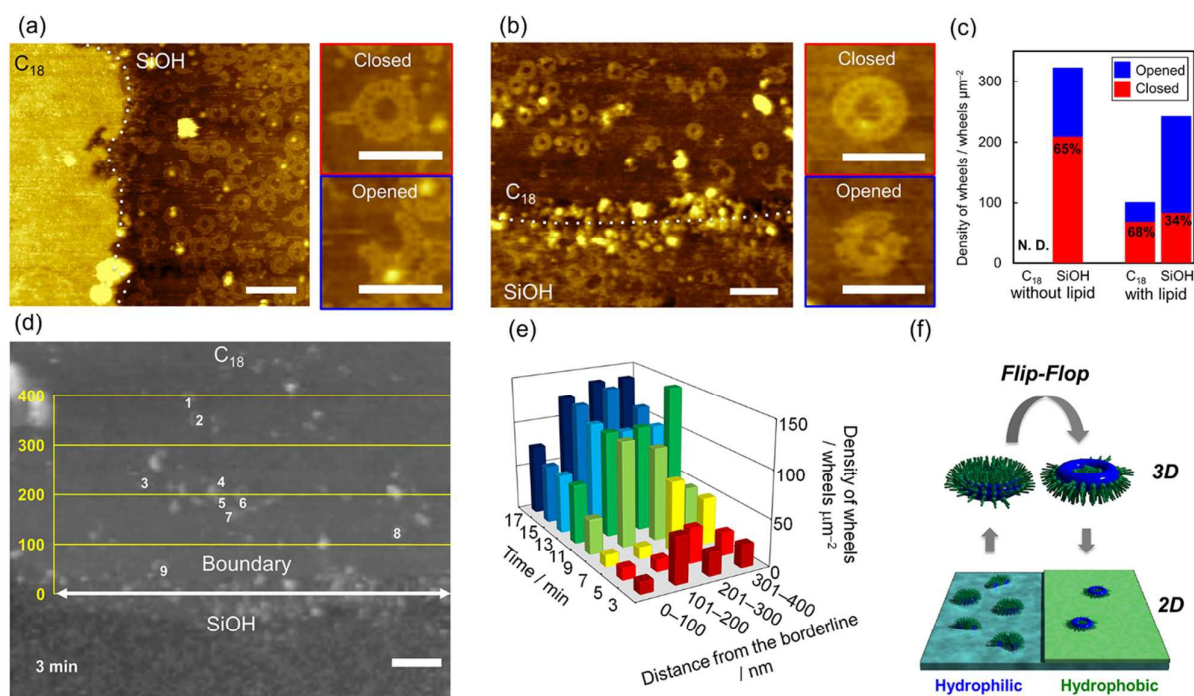 (a)
C18
SiOH
Closed
Opened
(b)
C18
SiOH
Closed
Opened
(c)
Density of wheels / wheels μm−2
300
200
100
0
Opened
Closed
65%
68%
34%
N. D.
C18 SiOH C18 SiOH
without lipid with lipid
(d)
C18
400
300
200
100
0
1
2
3
4
5
6
7
8
9
Boundary
SiOH
3 min
(e)
150
100
50
0
Density of wheels
/ wheels μm−2
17
15
13
11
9
7
5
3
Time / min
0–100
101–200
201–300
301–400
Distance from the borderline
/ nm
(f)
Flip-Flop
3D
2D
Hydrophilic Hydrophobic